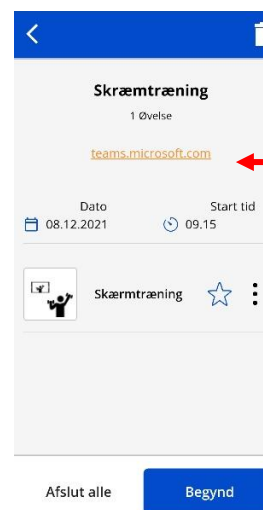 Skræmtræning
1 Øvelse
teams.microsoft.com
Dato Start tid
08.12.2021 09.15
Skærmtræning
Afslut alle Begynd